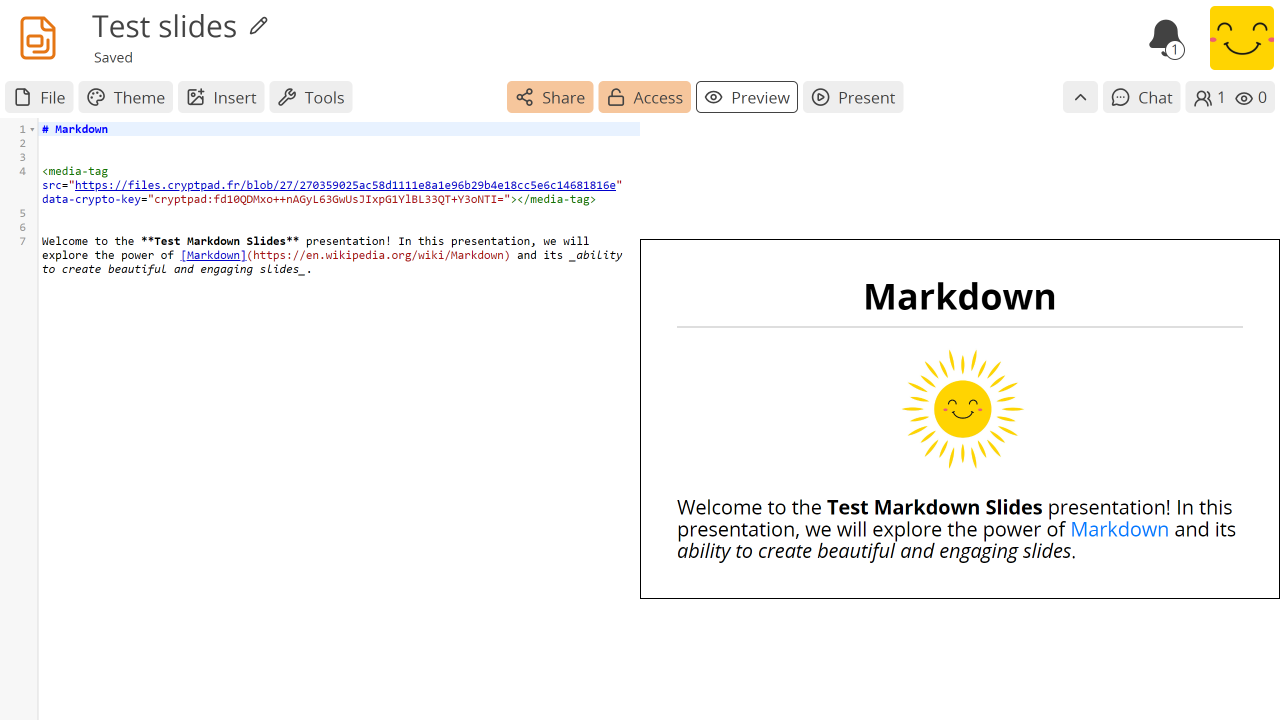 Test slides
Saved
1
File
Theme
Insert
Tools
Share
Access
Preview
Present
Chat
1
0
1 # Markdown
2
3
4 <media-tag
src="https://files.cryptpad.fr/blob/27/270359025ac58d1111e8a1e96b29b4e18cc5e6c14681816e"
data-crypto-key="cryptpad:fd10QDMxo++nAGyL63GwUsJIxpG1YlBL33QT+Y3oNTI="></media-tag>
5
6
7 Welcome to the **Test Markdown Slides** presentation! In this presentation, we will
explore the power of [Markdown](https://en.wikipedia.org/wiki/Markdown) and its _ability
to create beautiful and engaging slides_.
Markdown
Welcome to the Test Markdown Slides presentation! In this
presentation, we will explore the power of Markdown and its
ability to create beautiful and engaging slides.